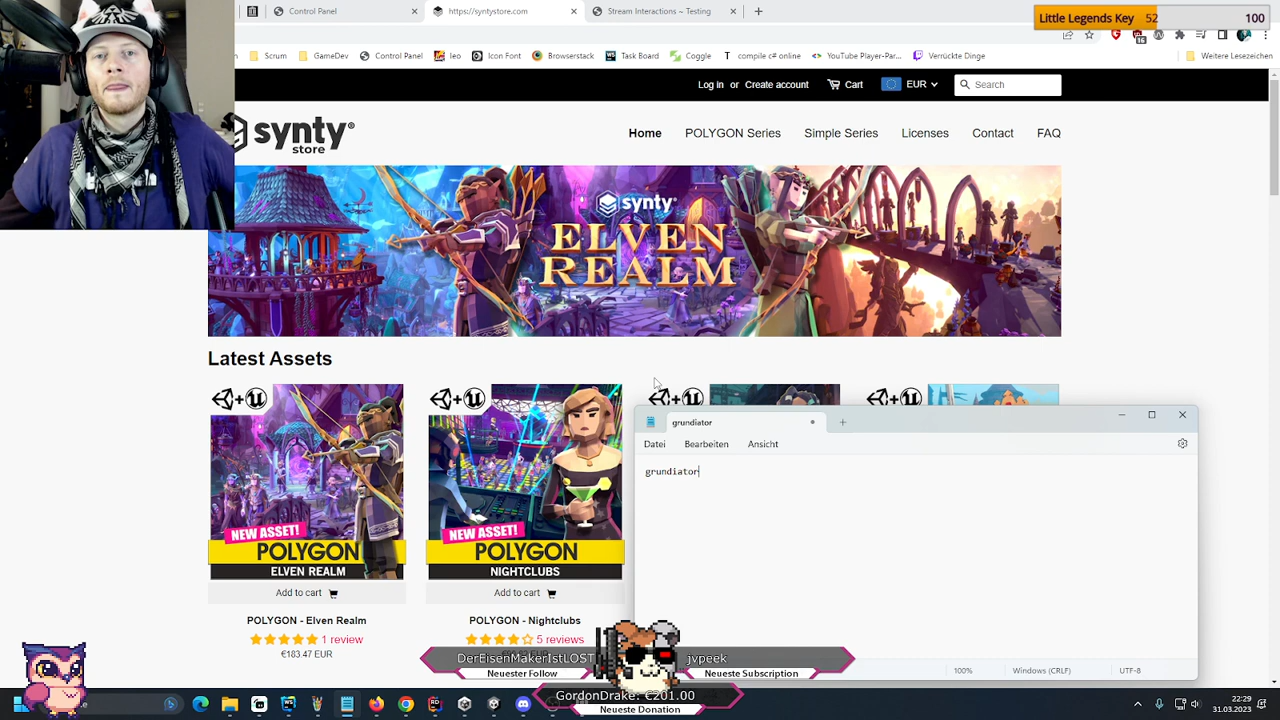 Control Panel
https://syntystore.com
Stream Interactions ~ Testing
Little Legends Key 52 100
Scrum GameDev Control Panel leo Icon Font Browserstack Task Board Coggle compile c# online YouTube Player-Par... Verrückte Dinge Weitere Lesezeichen
Log in or Create account Cart EUR Search
synty®
store
Home POLYGON Series Simple Series Licenses Contact FAQ
synty
ELVEN
REALM
Latest Assets
NEW ASSET!
POLYGON
ELVEN REALM
Add to cart
POLYGON - Elven Realm
1 review
€183.47 EUR
NEW ASSET!
POLYGON
NIGHTCLUBS
Add to cart
POLYGON - Nightclubs
5 reviews
grundiator
Datei Bearbeiten Ansicht
grundiator
100% Windows (CRLF) UTF-8
DerEisenMakerIstLOST
Neuester Follow
jvpeek
Neueste Subscription
GordonDrake: €201.00
Neueste Donation
22:29
31.03.2023